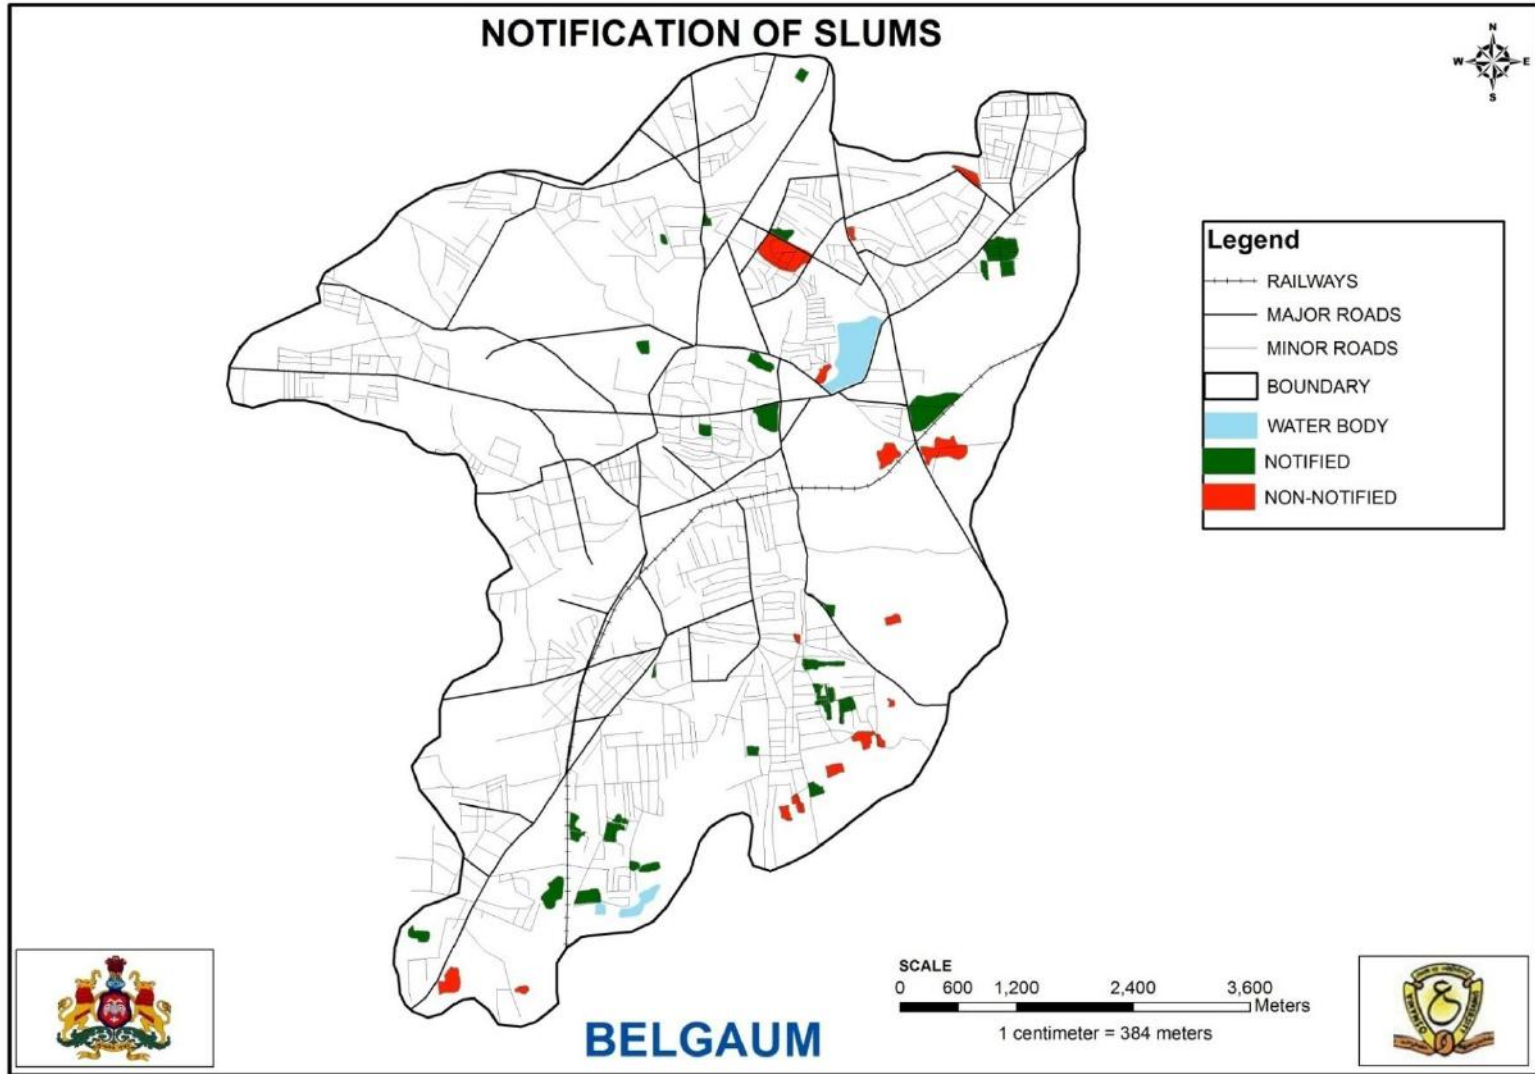 NOTIFICATION OF SLUMS
N
W E
S
Legend
RAILWAYS
MAJOR ROADS
MINOR ROADS
BOUNDARY
WATER BODY
NOTIFIED
NON-NOTIFIED
SCALE
0 600 1,200 2,400 3,600
Meters
1 centimeter = 384 meters
BELGAUM